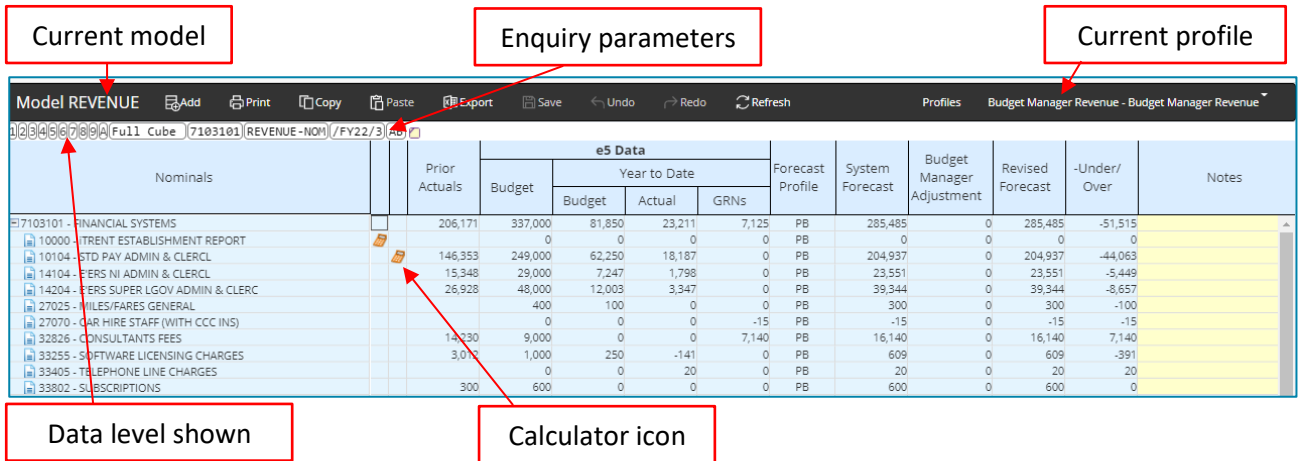 Current model
Enquiry parameters
Current profile
Model REVENUE Add Print Copy Paste Export Save Undo Redo Refresh Profiles Budget Manager Revenue - Budget Manager Revenue
1 2 3 4 5 6 7 8 9 A Full Cube 7103101 REVENUE-NOM /FY22/3 AB
Nominals
Prior Actuals
e5 Data
Budget
Year to Date
Budget Actual GRNs
Forecast Profile
System Forecast
Budget Manager Adjustment
Revised Forecast
-Under/ Over
Notes
7103101 - FINANCIAL SYSTEMS 206,171 337,000 81,850 23,211 7,125 PB 285,485 0 285,485 -51,515
10000 - ITRENT ESTABLISHMENT REPORT 0 0 0 0 PB 0 0 0 0
10104 - STD PAY ADMIN & CLERCL 146,353 249,000 62,250 18,187 0 PB 204,937 0 204,937 -44,063
14104 - E'ERS NI ADMIN & CLERCL 15,348 29,000 7,247 1,798 0 PB 23,551 0 23,551 -5,449
14204 - E'ERS SUPER LGOV ADMIN & CLERC 26,928 48,000 12,003 3,347 0 PB 39,344 0 39,344 -8,657
27025 - MILES/FARES GENERAL 400 100 0 0 PB 300 0 300 -100
27070 - CAR HIRE STAFF (WITH CCC INS) 0 0 0 -15 PB -15 0 -15 -15
32826 - CONSULTANTS FEES 14,230 9,000 0 0 7,140 PB 16,140 0 16,140 7,140
33255 - SOFTWARE LICENSING CHARGES 3,012 1,000 250 -141 0 PB 609 0 609 -391
33405 - TELEPHONE LINE CHARGES 0 0 20 0 PB 20 0 20 20
33802 - SUBSCRIPTIONS 300 600 0 0 0 PB 600 0 600 0
Data level shown
Calculator icon